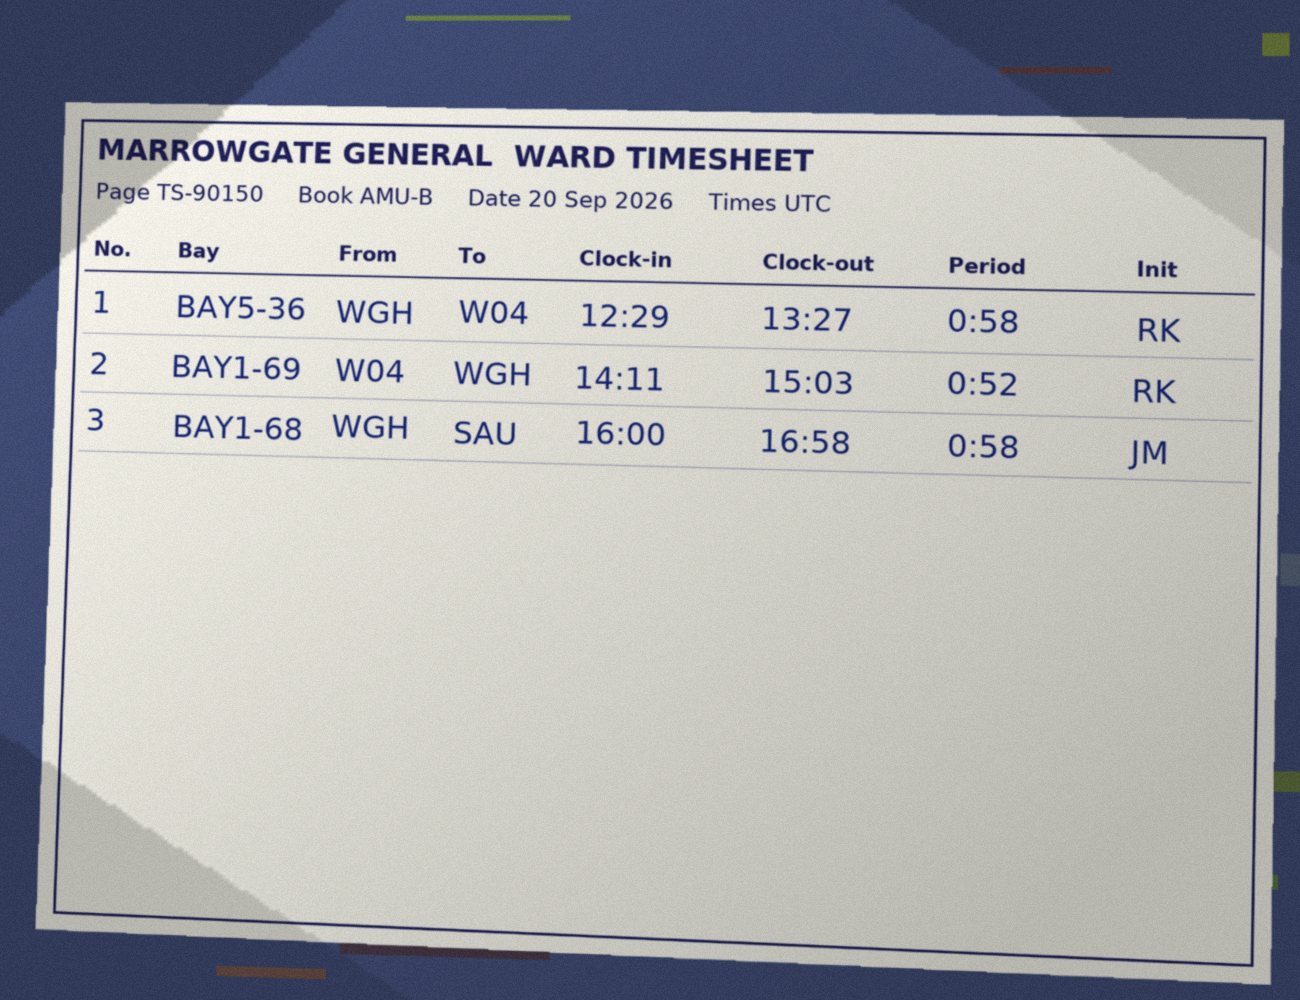 MARROWGATE GENERAL WARD TIMESHEET
Page TS-90150 Book AMU-B Date 20 Sep 2026 Times UTC
No. Bay From To Clock-in Clock-out Period Init
1 BAY5-36 WGH W04 12:29 13:27 0:58 RK
2 BAY1-69 W04 WGH 14:11 15:03 0:52 RK
3 BAY1-68 WGH SAU 16:00 16:58 0:58 JM